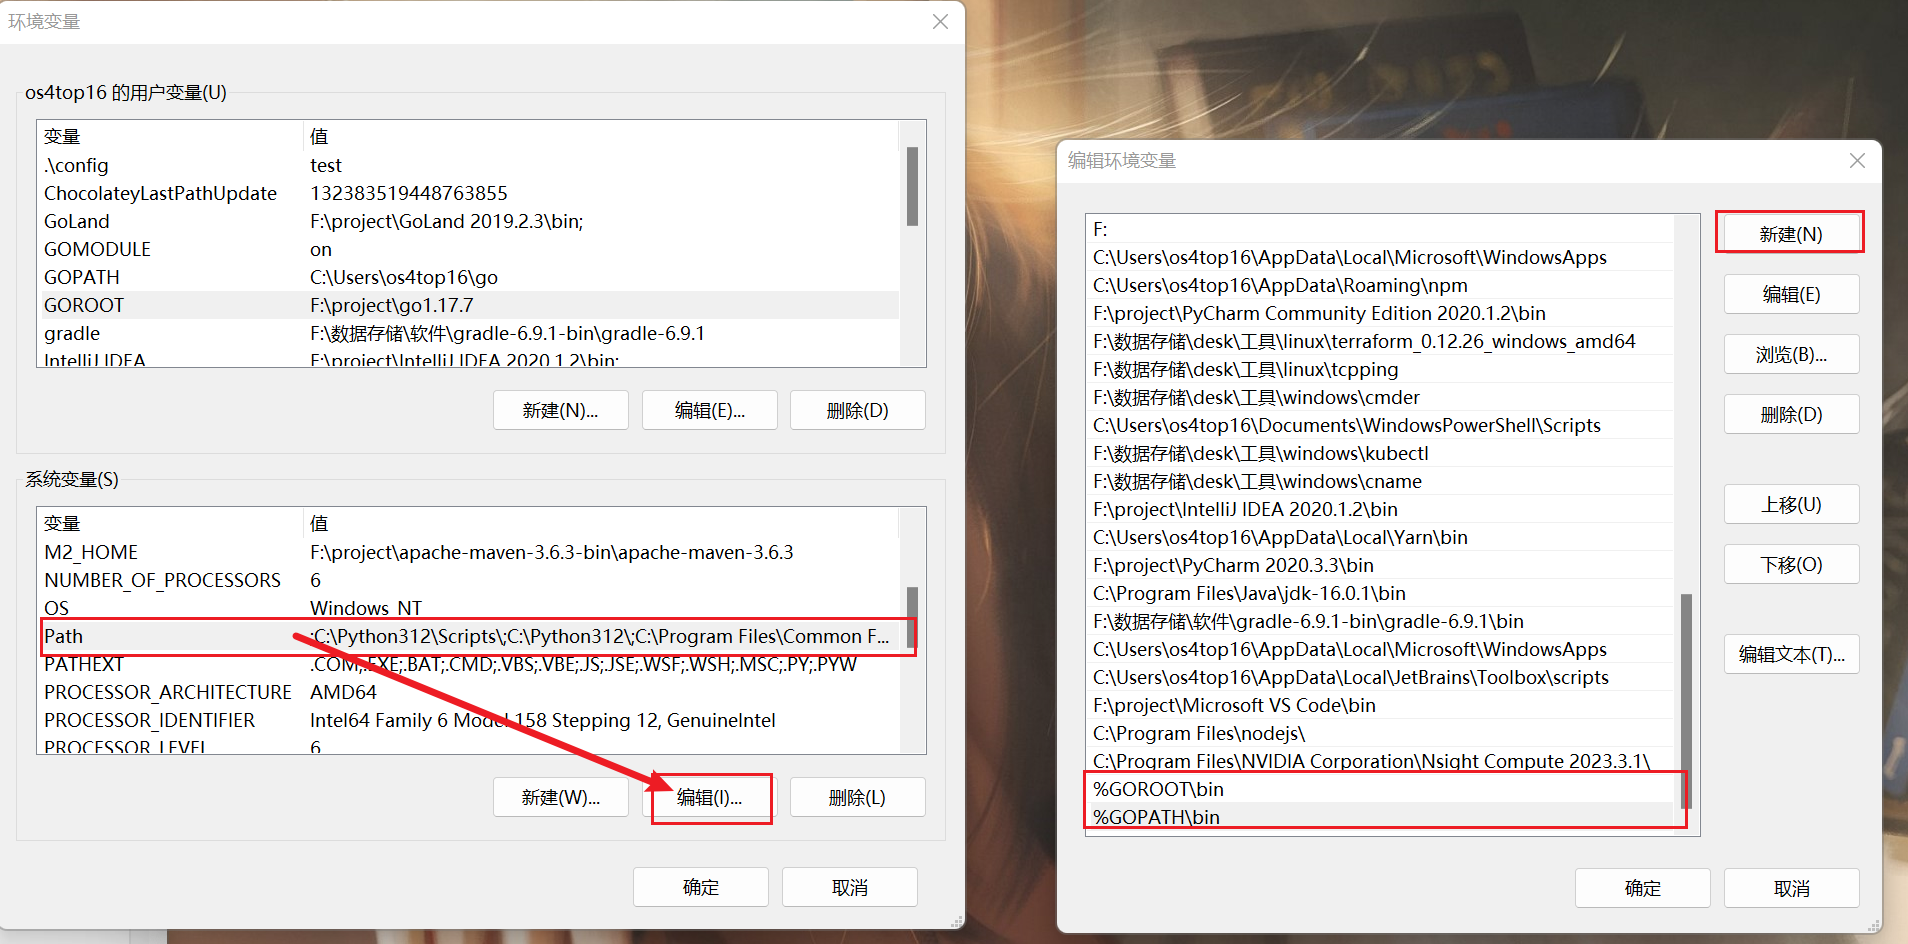 环境变量
os4top16 的用户变量(U)
变量 值
.\config test
ChocolateyLastPathUpdate 132383519448763855
GoLand F:\project\GoLand 2019.2.3\bin;
GOMODULE on
GOPATH C:\Users\os4top16\go
GOROOT F:\project\go1.17.7
gradle F:\数据存储\软件\gradle-6.9.1-bin\gradle-6.9.1
IntelliJ IDEA F:\project\IntelliJ IDEA 2020.1.2\bin;
新建(N)... 编辑(E)... 删除(D)
系统变量(S)
变量 值
M2_HOME F:\project\apache-maven-3.6.3-bin\apache-maven-3.6.3
NUMBER_OF_PROCESSORS 6
OS Windows_NT
Path ;C:\Python312\Scripts\;C:\Python312\;C:\Program Files\Common F...
PATHEXT .COM;.EXE;.BAT;.CMD;.VBS;.VBE;.JS;.JSE;.WSF;.WSH;.MSC;.PY;.PYW
PROCESSOR_ARCHITECTURE AMD64
PROCESSOR_IDENTIFIER Intel64 Family 6 Model 158 Stepping 12, GenuineIntel
PROCESSOR_LEVEL 6
新建(W)... 编辑(I)... 删除(L)
确定 取消
编辑环境变量
F:
C:\Users\os4top16\AppData\Local\Microsoft\WindowsApps
C:\Users\os4top16\AppData\Roaming\npm
F:\project\PyCharm Community Edition 2020.1.2\bin
F:\数据存储\desk\工具\linux\terraform_0.12.26_windows_amd64
F:\数据存储\desk\工具\linux\tcpping
F:\数据存储\desk\工具\windows\cmder
C:\Users\os4top16\Documents\WindowsPowerShell\Scripts
F:\数据存储\desk\工具\windows\kubectl
F:\数据存储\desk\工具\windows\cname
F:\project\IntelliJ IDEA 2020.1.2\bin
C:\Users\os4top16\AppData\Local\Yarn\bin
F:\project\PyCharm 2020.3.3\bin
C:\Program Files\Java\jdk-16.0.1\bin
F:\数据存储\软件\gradle-6.9.1-bin\gradle-6.9.1\bin
C:\Users\os4top16\AppData\Local\Microsoft\WindowsApps
C:\Users\os4top16\AppData\Local\JetBrains\Toolbox\scripts
F:\project\Microsoft VS Code\bin
C:\Program Files\nodejs\
C:\Program Files\NVIDIA Corporation\Nsight Compute 2023.3.1\
%GOROOT\bin
%GOPATH\bin
新建(N)
编辑(E)
浏览(B)...
删除(D)
上移(U)
下移(O)
编辑文本(T)...
确定 取消